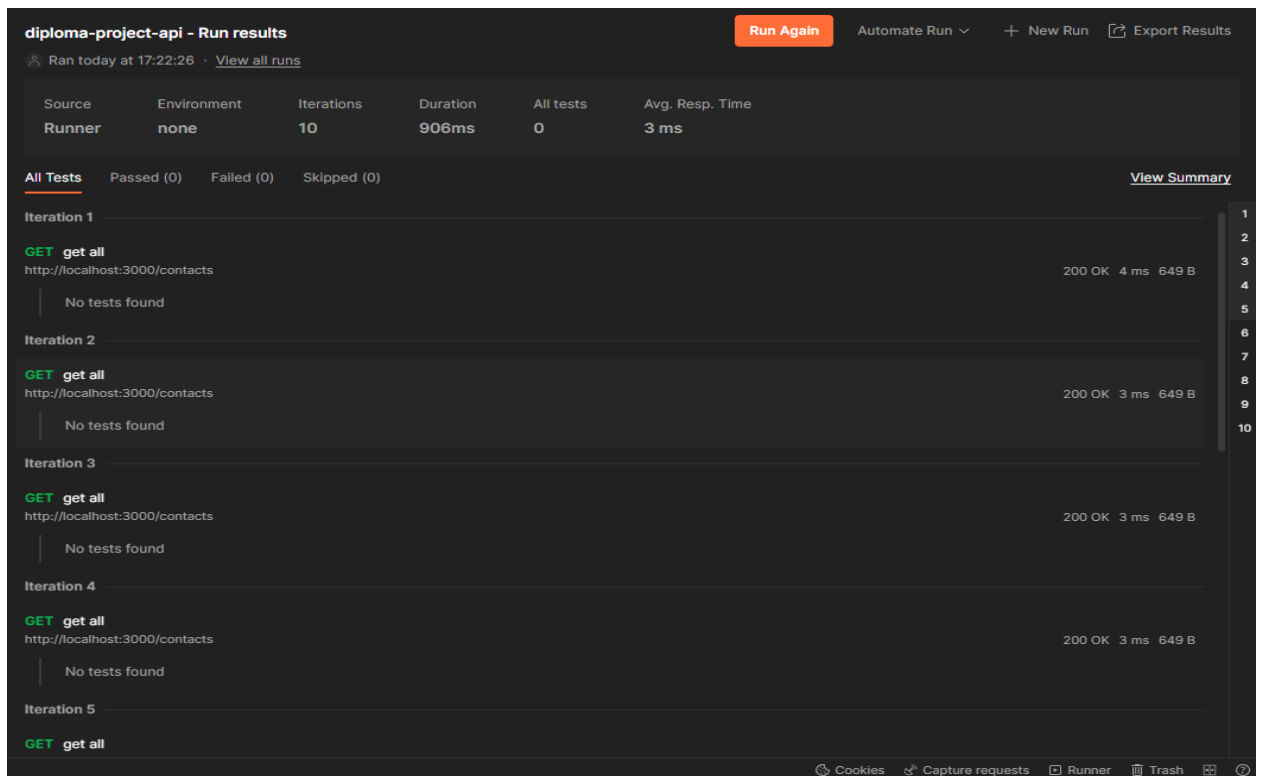 diploma-project-api - Run results
Run Again
Automate Run
+ New Run
Export Results
Ran today at 17:22:26 · View all runs
Source Environment Iterations Duration All tests Avg. Resp. Time
Runner none 10 906ms 0 3 ms
All Tests Passed (0) Failed (0) Skipped (0) View Summary
Iteration 1
GET get all
http://localhost:3000/contacts
200 OK 4 ms 649 B
No tests found
Iteration 2
GET get all
http://localhost:3000/contacts
200 OK 3 ms 649 B
No tests found
Iteration 3
GET get all
http://localhost:3000/contacts
200 OK 3 ms 649 B
No tests found
Iteration 4
GET get all
http://localhost:3000/contacts
200 OK 3 ms 649 B
No tests found
Iteration 5
GET get all
1
2
3
4
5
6
7
8
9
10
Cookies Capture requests Runner Trash